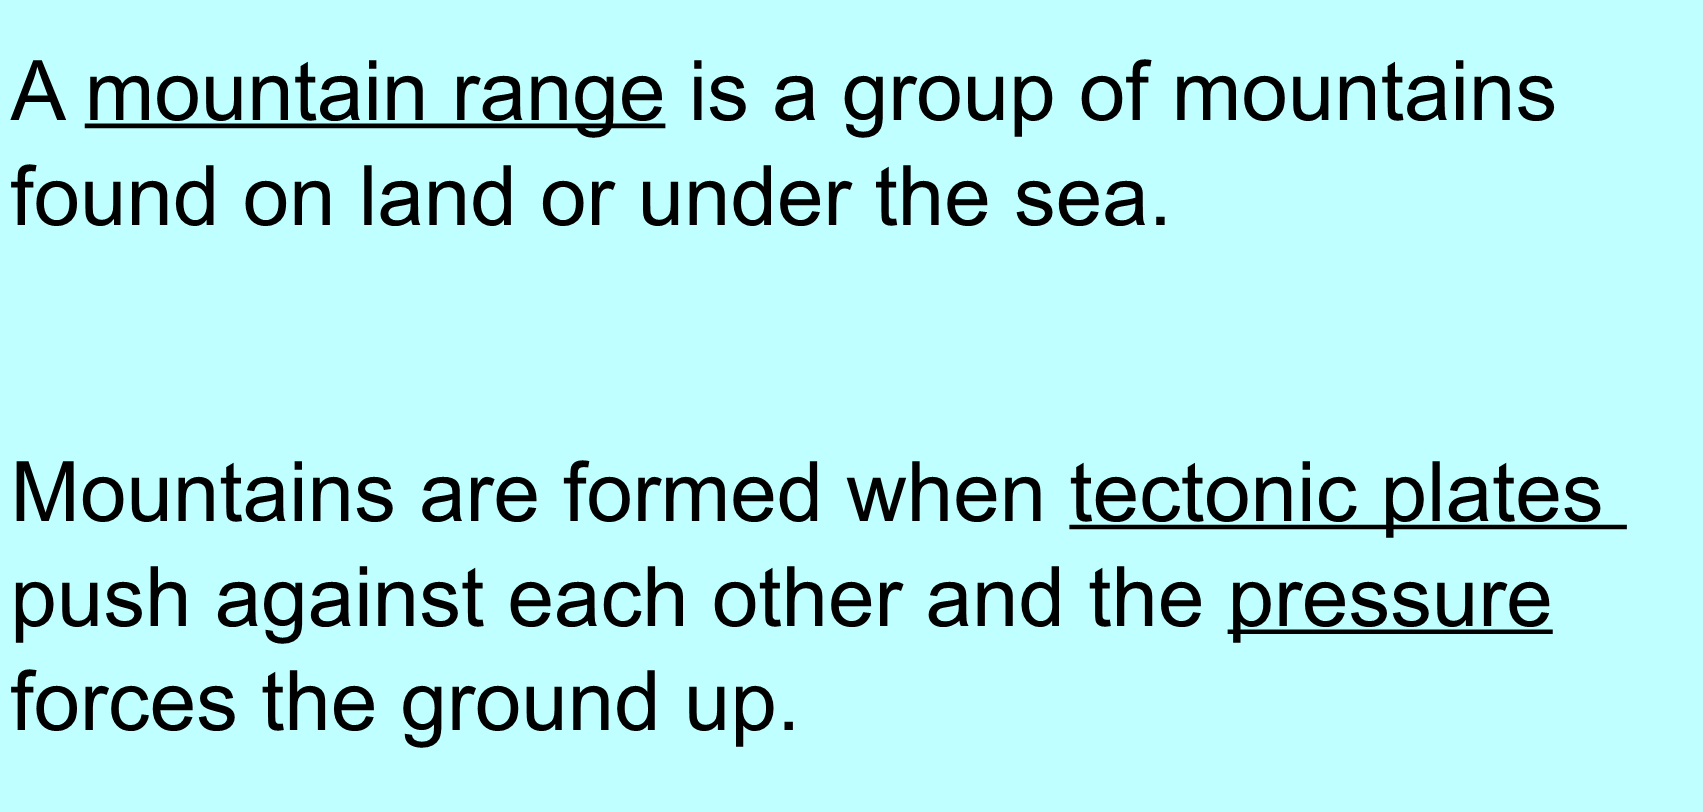 A mountain range is a group of mountains
found on land or under the sea.
Mountains are formed when tectonic plates
push against each other and the pressure
forces the ground up.